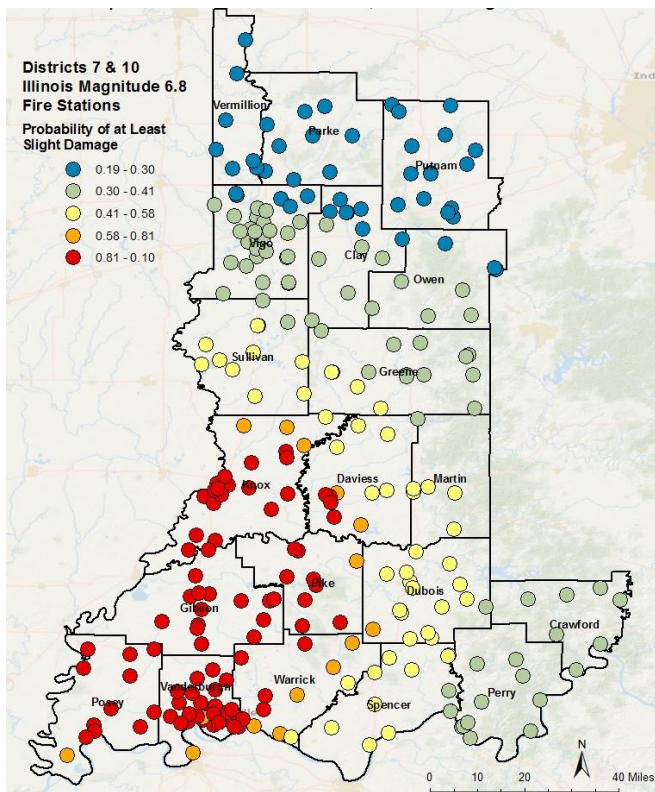 Districts 7 & 10
Illinois Magnitude 6.8
Fire Stations
Probability of at Least
Slight Damage
0.19 - 0.30
0.30 - 0.41
0.41 - 0.58
0.58 - 0.81
0.81 - 0.10
Vermillion
Parke
Putnam
Vigo
Clay
Owen
Sullivan
Greene
Knox
Daviess
Martin
Gibson
Pike
Dubois
Crawford
Posey
Vanderburgh
Warrick
Spencer
Perry
N
0 10 20 40 Miles